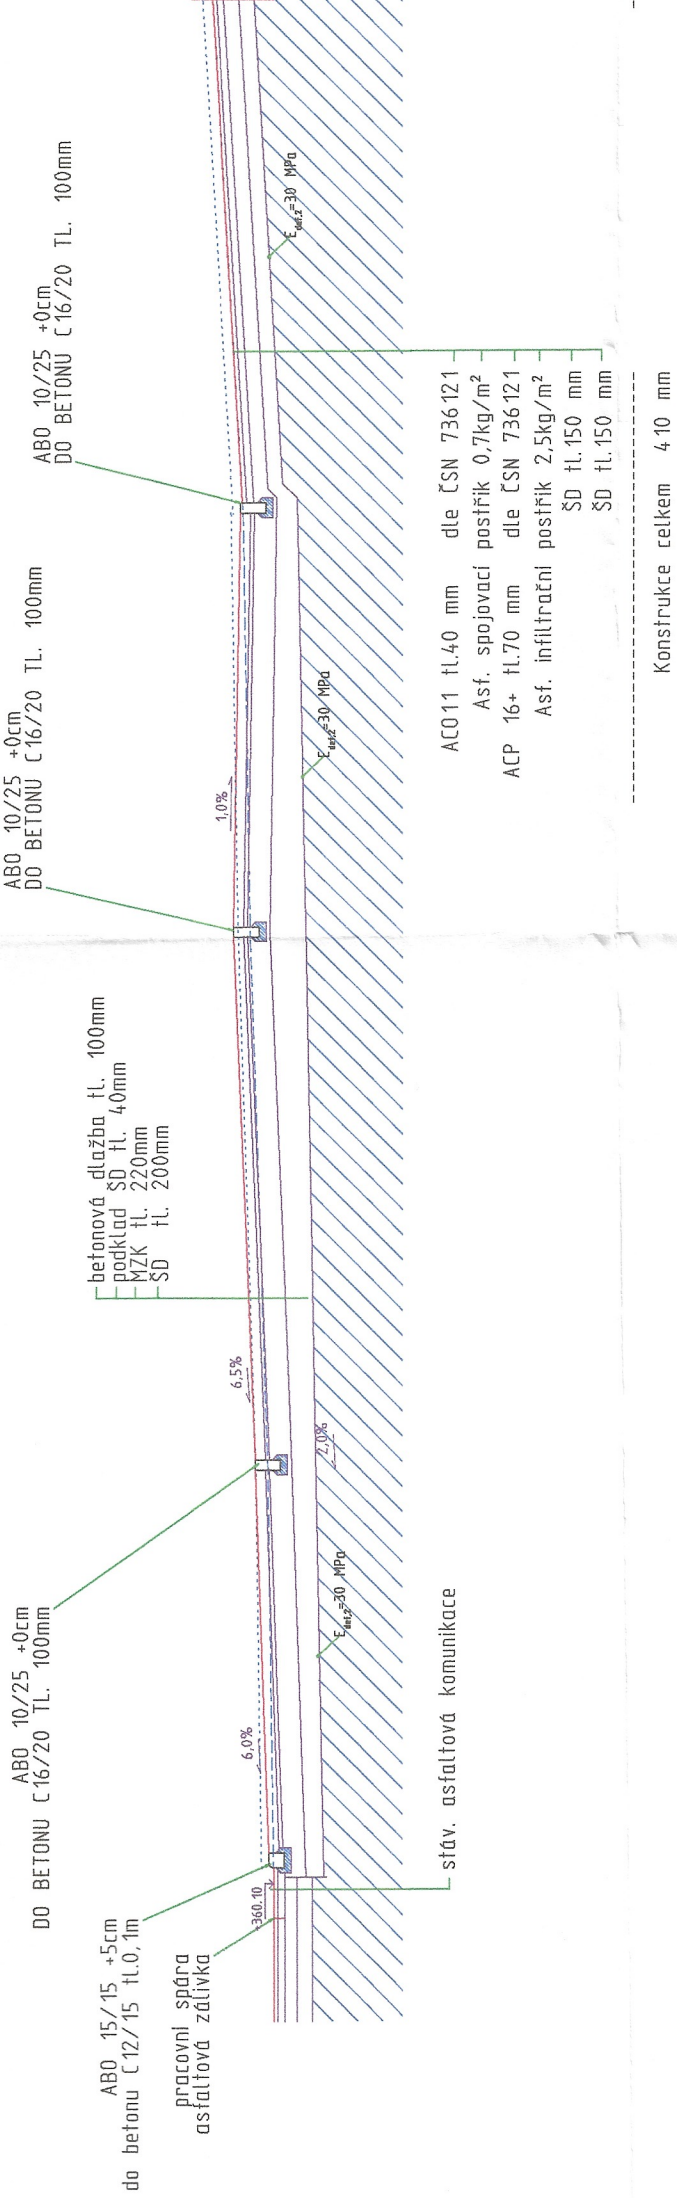 ABO 15/15 +5cm
do betonu C12/15 tl.0,1m
pracovní spára
asfaltová zálivka
ABO 10/25 +0cm
DO BETONU C16/20 TL. 100mm
betonová dlažba tl. 100mm
podklad ŠD tl. 40mm
MZK tl. 220mm
ŠD tl. 200mm
ABO 10/25 +0cm
DO BETONU C16/20 TL. 100mm
ABO 10/25 +0cm
DO BETONU C16/20 TL. 100mm
360.10
6,0%
6,5%
1,0%
2,0%
Edef,2=30 MPa
Edef,2=30 MPa
Edef,2=30 MPa
stáv. asfaltová komunikace
ACO11 tl.40 mm dle ČSN 736121
Asf. spojovací postřik 0,7kg/m²
ACP 16+ tl.70 mm dle ČSN 736121
Asf. infiltrační postřik 2,5kg/m²
ŠD tl.150 mm
ŠD tl.150 mm
Konstrukce celkem 410 mm